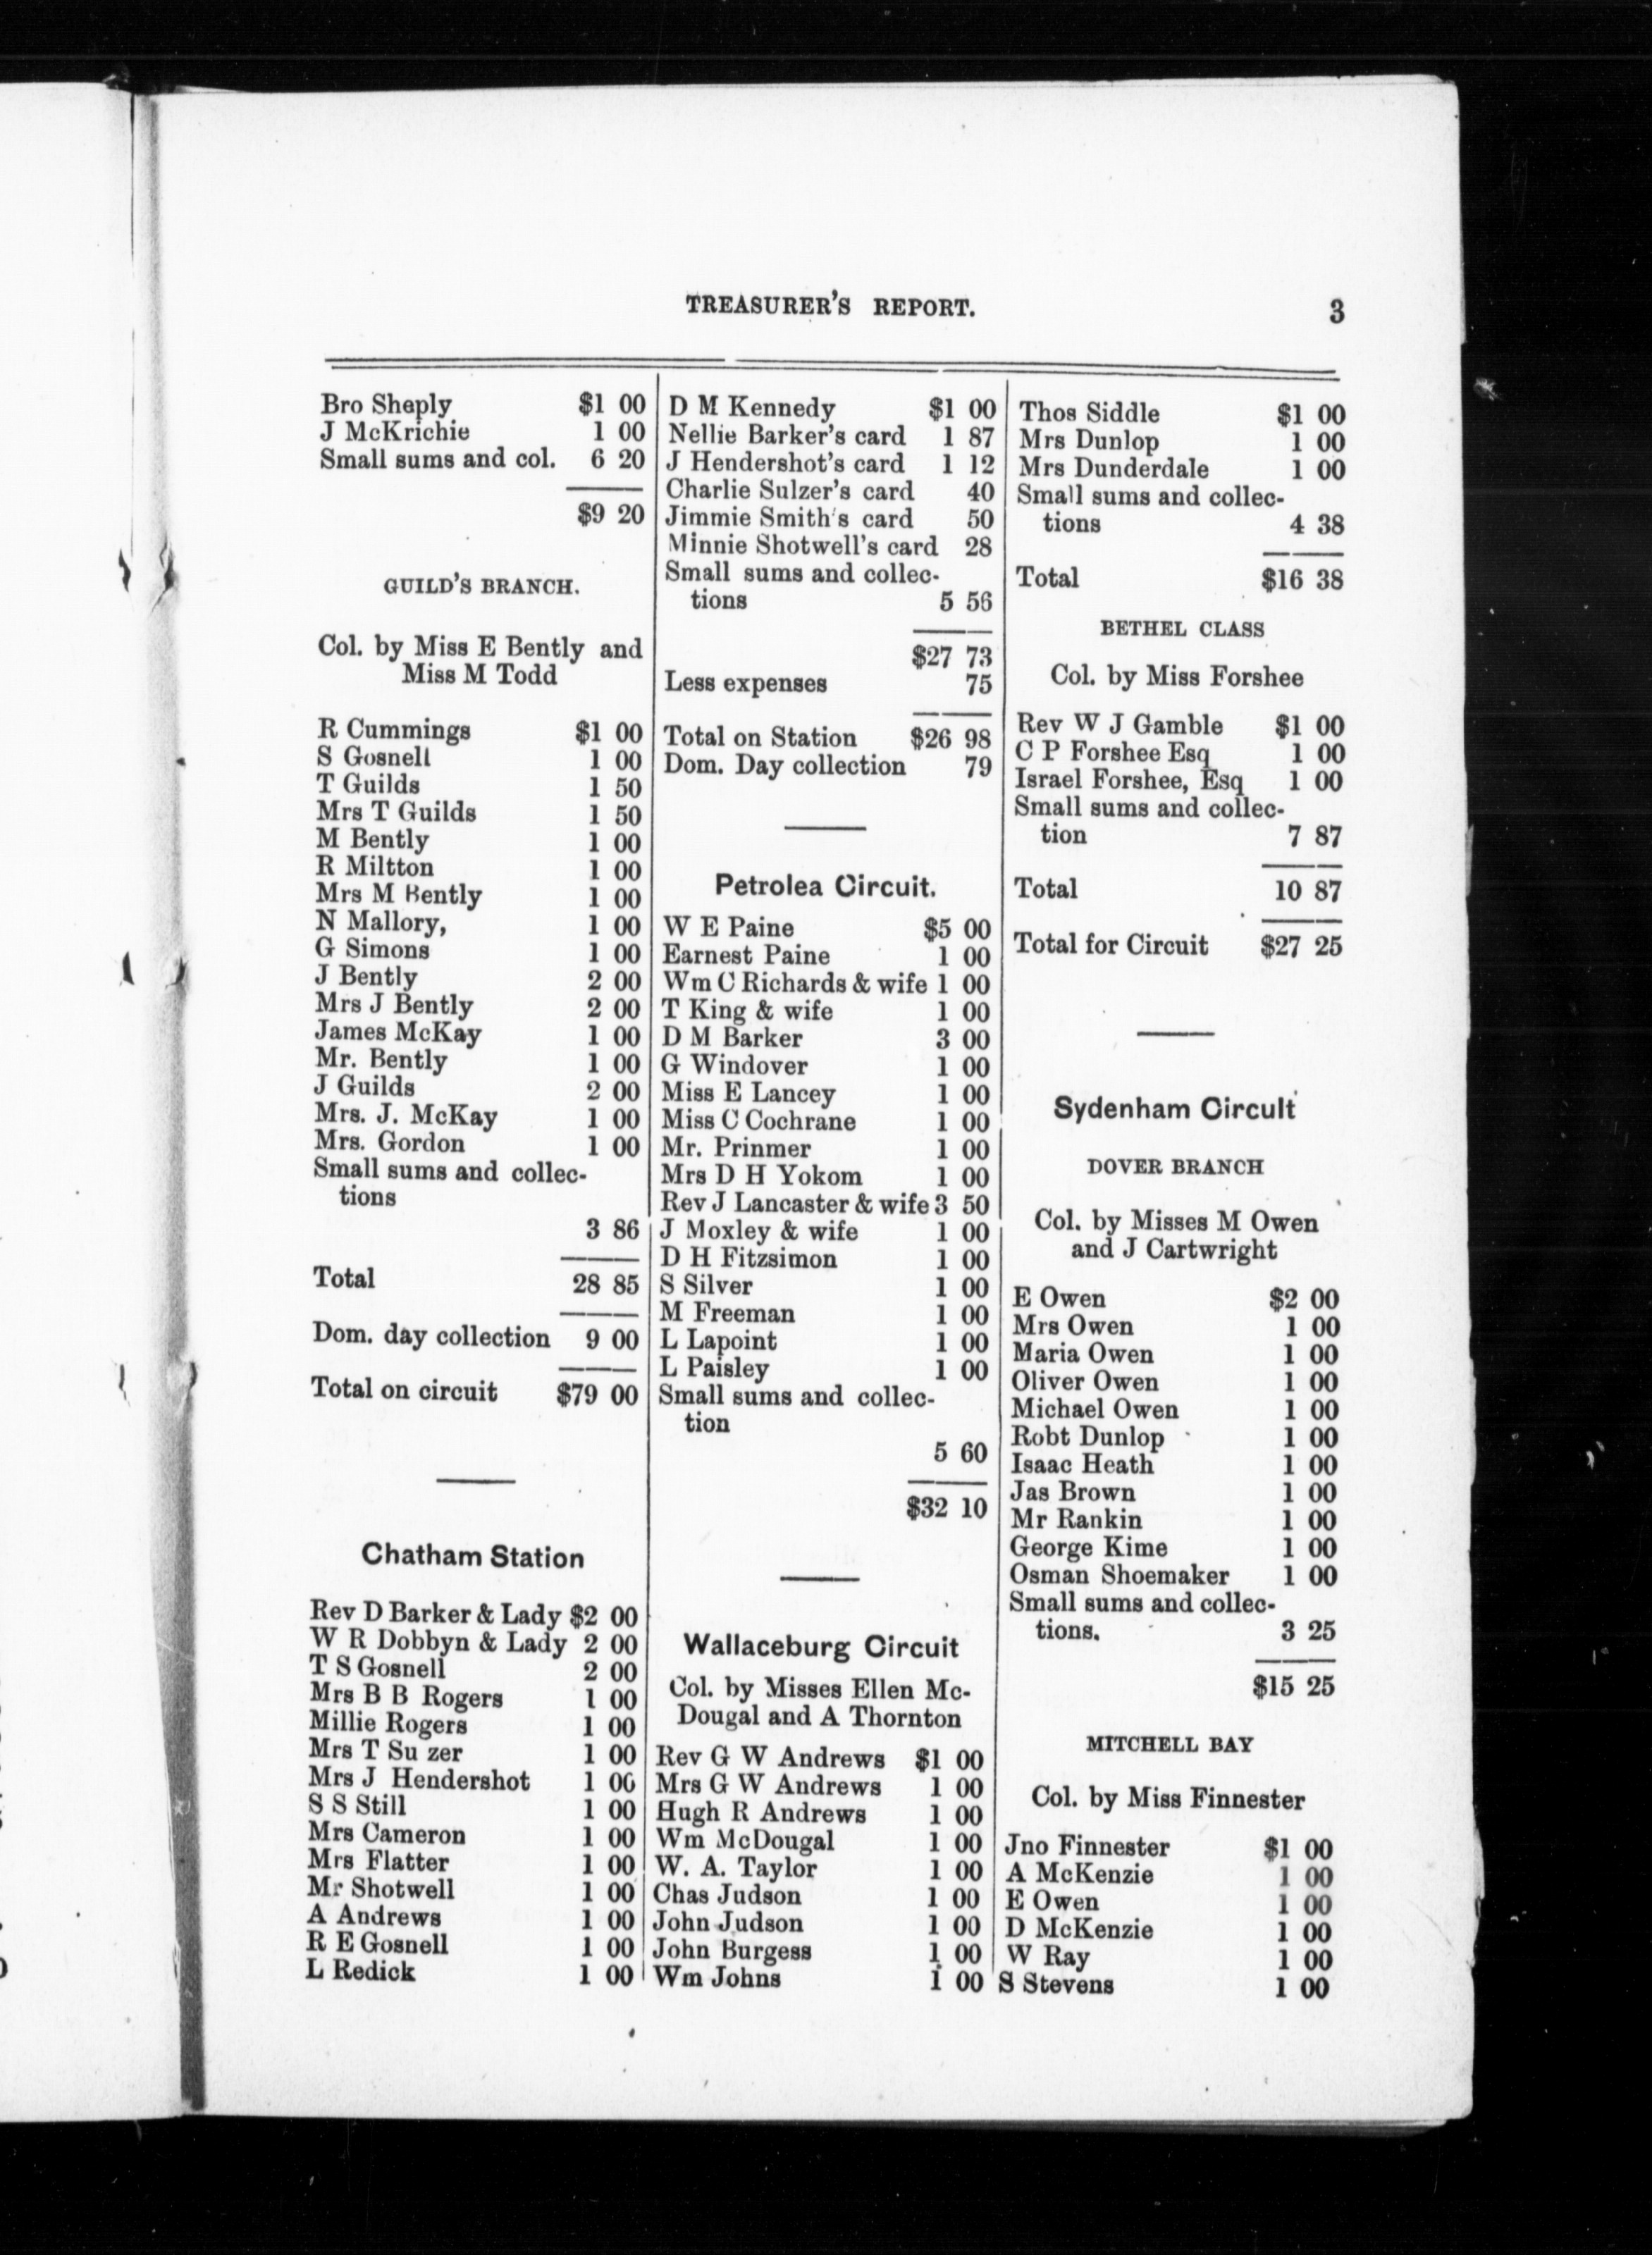 TREASURER'S REPORT. 3
Bro Sheply $1 00
J McKrichie 1 00
Small sums and col. 6 20
$9 20
GUILD'S BRANCH.
Col. by Miss E Bently and
Miss M Todd
R Cummings $1 00
S Gosnell 1 00
T Guilds 1 50
Mrs T Guilds 1 50
M Bently 1 00
R Miltton 1 00
Mrs M Bently 1 00
N Mallory, 1 00
G Simons 1 00
J Bently 2 00
Mrs J Bently 2 00
James McKay 1 00
Mr. Bently 1 00
J Guilds 2 00
Mrs. J. McKay 1 00
Mrs. Gordon 1 00
Small sums and collec-
tions
3 86
Total 28 85
Dom. day collection 9 00
Total on circuit $79 00
Chatham Station
Rev D Barker & Lady $2 00
W R Dobbyn & Lady 2 00
T S Gosnell 2 00
Mrs B B Rogers 1 00
Millie Rogers 1 00
Mrs T Su zer 1 00
Mrs J Hendershot 1 00
S S Still 1 00
Mrs Cameron 1 00
Mrs Flatter 1 00
Mr Shotwell 1 00
A Andrews 1 00
R E Gosnell 1 00
L Redick 1 00
D M Kennedy $1 00
Nellie Barker's card 1 87
J Hendershot's card 1 12
Charlie Sulzer's card 40
Jimmie Smith's card 50
Minnie Shotwell's card 28
Small sums and collec-
tions 5 56
$27 73
Less expenses 75
Total on Station $26 98
Dom. Day collection 79
Petrolea Circuit.
W E Paine $5 00
Earnest Paine 1 00
Wm C Richards & wife 1 00
T King & wife 1 00
D M Barker 3 00
G Windover 1 00
Miss E Lancey 1 00
Miss C Cochrane 1 00
Mr. Prinmer 1 00
Mrs D H Yokom 1 00
Rev J Lancaster & wife 3 50
J Moxley & wife 1 00
D H Fitzsimon 1 00
S Silver 1 00
M Freeman 1 00
L Lapoint 1 00
L Paisley 1 00
Small sums and collec-
tion
5 60
$32 10
Wallaceburg Circuit
Col. by Misses Ellen Mc-
Dougal and A Thornton
Rev G W Andrews $1 00
Mrs G W Andrews 1 00
Hugh R Andrews 1 00
Wm McDougal 1 00
W. A. Taylor 1 00
Chas Judson 1 00
John Judson 1 00
John Burgess 1 00
Wm Johns 1 00
Thos Siddle $1 00
Mrs Dunlop 1 00
Mrs Dunderdale 1 00
Small sums and collec-
tions 4 38
Total $16 38
BETHEL CLASS
Col. by Miss Forshee
Rev W J Gamble $1 00
C P Forshee Esq 1 00
Israel Forshee, Esq 1 00
Small sums and collec-
tion 7 87
Total 10 87
Total for Circuit $27 25
Sydenham Circuit
DOVER BRANCH
Col. by Misses M Owen
and J Cartwright
E Owen $2 00
Mrs Owen 1 00
Maria Owen 1 00
Oliver Owen 1 00
Michael Owen 1 00
Robt Dunlop 1 00
Isaac Heath 1 00
Jas Brown 1 00
Mr Rankin 1 00
George Kime 1 00
Osman Shoemaker 1 00
Small sums and collec-
tions. 3 25
$15 25
MITCHELL BAY
Col. by Miss Finnester
Jno Finnester $1 00
A McKenzie 1 00
E Owen 1 00
D McKenzie 1 00
W Ray 1 00
S Stevens 1 00